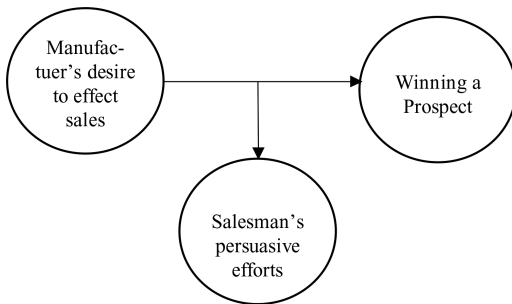 Manufac-
tuer's desire
to effect
sales
Winning a
Prospect
Salesman's
persuasive
efforts